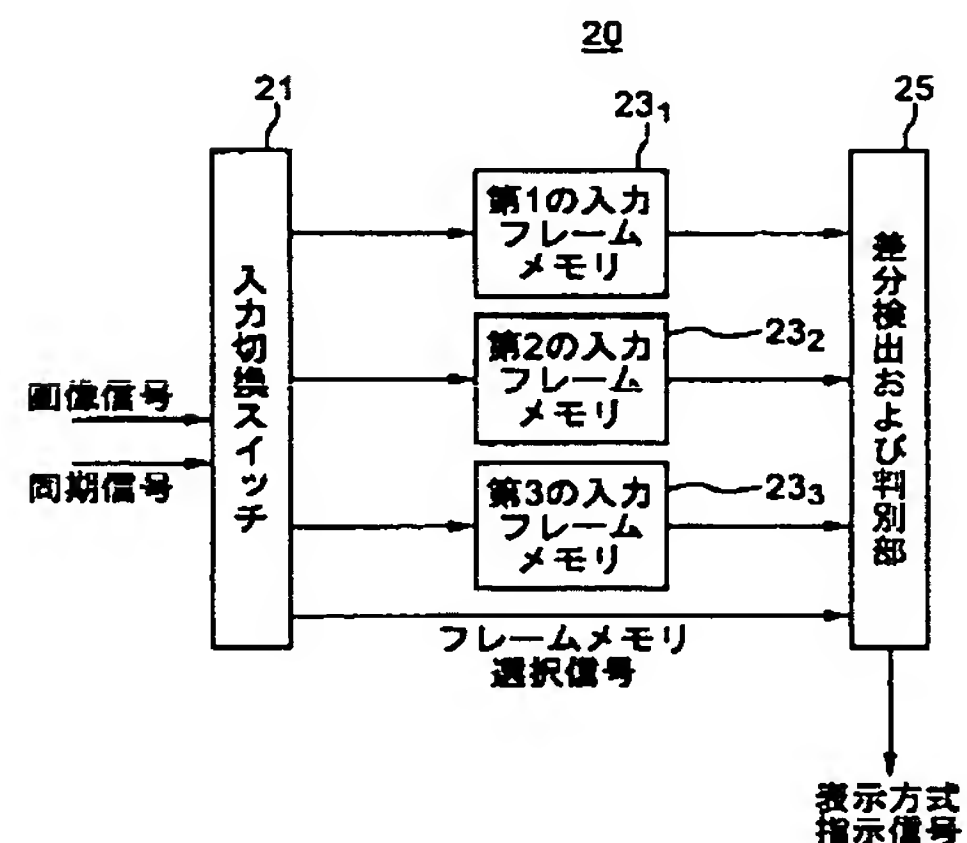 20
21
23₁
25
第1の入力
フレーム
メモリ
入力切換スイッチ
差分検出および判別部
第2の入力
フレーム
メモリ
23₂
画像信号
同期信号
第3の入力
フレーム
メモリ
23₃
フレームメモリ
選択信号
表示方式
指示信号